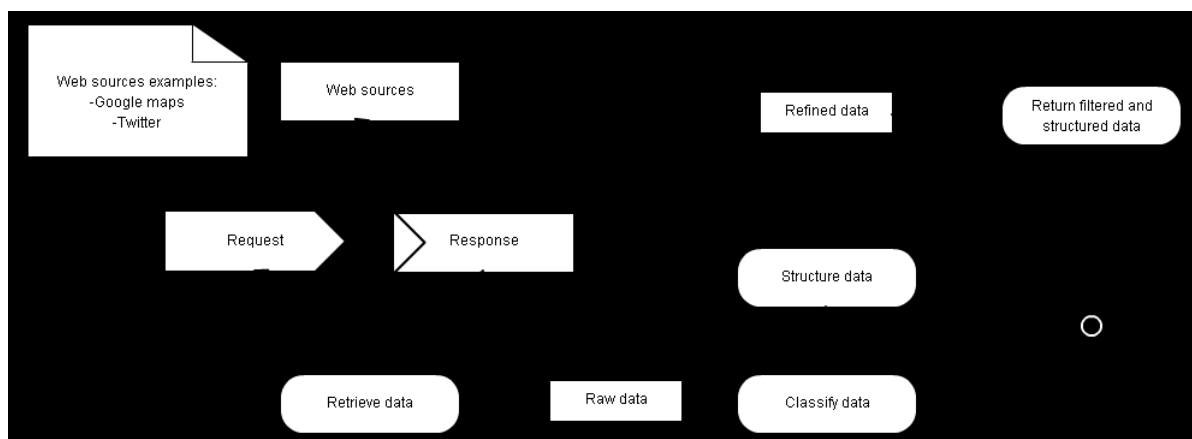 Web sources examples:
-Google maps
-Twitter
Web sources
Refined data
Return filtered and
structured data
Request
Response
Structure data
Retrieve data
Raw data
Classify data